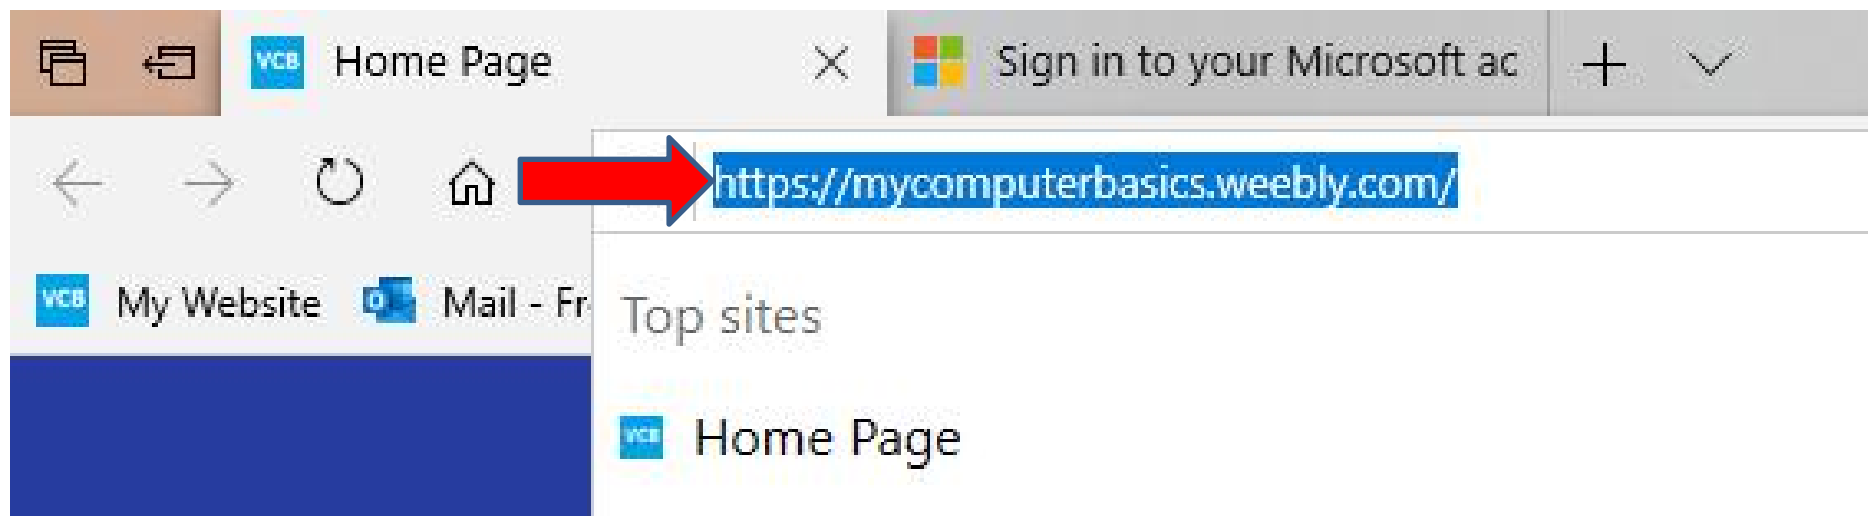 VCB Home Page Sign in to your Microsoft ac
https://mycomputerbasics.weebly.com/
VCB My Website Mail - Fr
Top sites
VCB Home Page